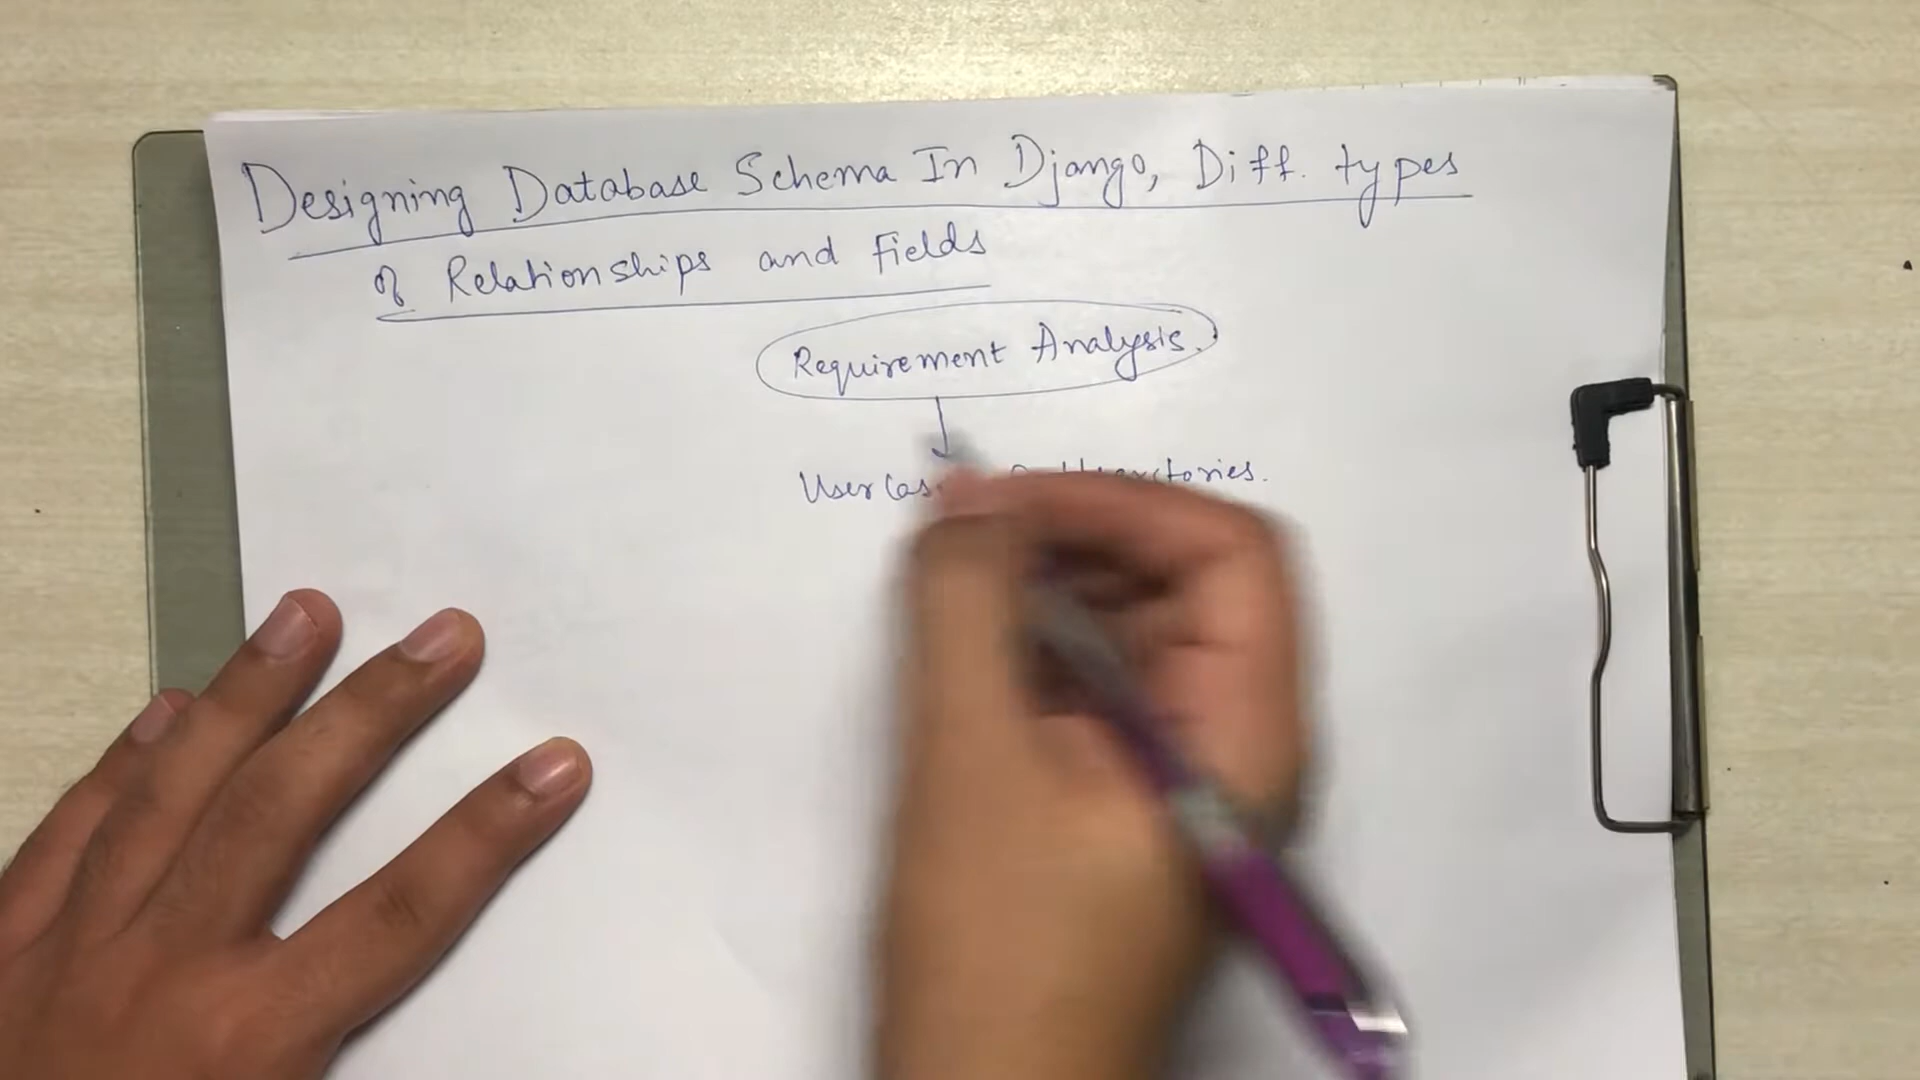 Designing Database Schema In Django, Diff. types
of Relationships and fields
Requirement Analysis.
User